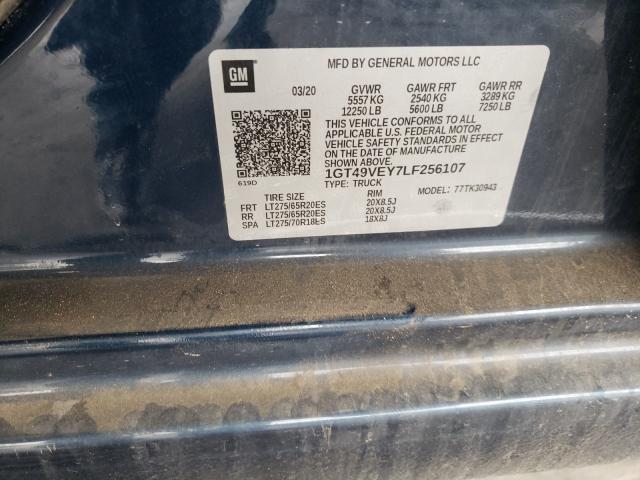 GM
MFD BY GENERAL MOTORS LLC
03/20 GVWR GAWR FRT GAWR RR
5557 KG 2540 KG 3289 KG
12250 LB 5600 LB 7250 LB
THIS VEHICLE CONFORMS TO ALL
APPLICABLE U.S. FEDERAL MOTOR
VEHICLE SAFETY STANDARDS IN EFFECT
ON THE DATE OF MANUFACTURE
SHOWN ABOVE.
1GT49VEY7LF256107
619D TYPE: TRUCK MODEL: 77TK30943
TIRE SIZE RIM
FRT LT275/65R20ES 20X8.5J
RR LT275/65R20ES 20X8.5J
SPA LT275/70R18ES 18X8J